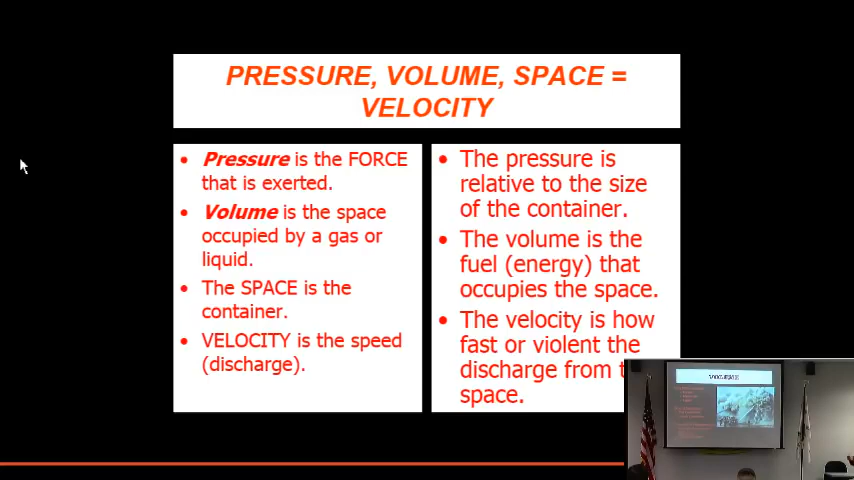 PRESSURE, VOLUME, SPACE =
VELOCITY
• Pressure is the FORCE
that is exerted.
• Volume is the space
occupied by a gas or
liquid.
• The SPACE is the
container.
• VELOCITY is the speed
(discharge).
• The pressure is
relative to the size
of the container.
• The volume is the
fuel (energy) that
occupies the space.
• The velocity is how
fast or violent the
discharge from
space.